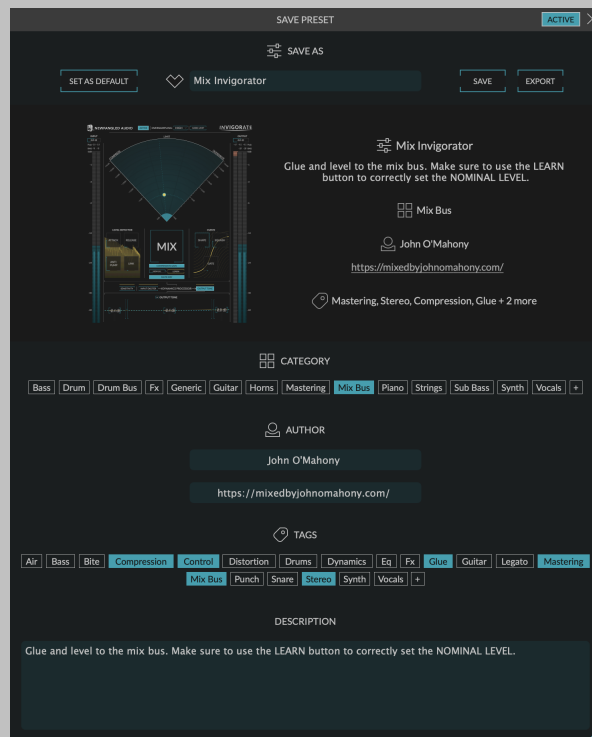 SAVE PRESET
ACTIVE
SAVE AS
SET AS DEFAULT
Mix Invigorator
SAVE
EXPORT
NEWFANGLED AUDIO
INVIGORATE
MIX
Mix Invigorator
Glue and level to the mix bus. Make sure to use the LEARN
button to correctly set the NOMINAL LEVEL.
Mix Bus
John O'Mahony
https://mixedbyjohnomahony.com/
Mastering, Stereo, Compression, Glue + 2 more
CATEGORY
Bass Drum Drum Bus Fx Generic Guitar Horns Mastering Mix Bus Piano Strings Sub Bass Synth Vocals +
AUTHOR
John O'Mahony
https://mixedbyjohnomahony.com/
TAGS
Air Bass Bite Compression Control Distortion Drums Dynamics Eq Fx Glue Guitar Legato Mastering
Mix Bus Punch Snare Stereo Synth Vocals +
DESCRIPTION
Glue and level to the mix bus. Make sure to use the LEARN button to correctly set the NOMINAL LEVEL.